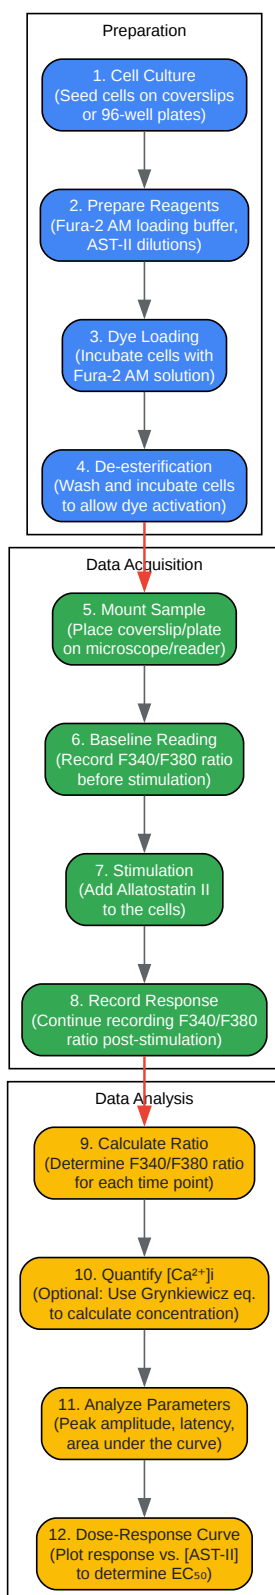 Preparation
1. Cell Culture
(Seed cells on coverslips
or 96-well plates)
2. Prepare Reagents
(Fura-2 AM loading buffer,
AST-II dilutions)
3. Dye Loading
(Incubate cells with
Fura-2 AM solution)
4. De-esterification
(Wash and incubate cells
to allow dye activation)
Data Acquisition
5. Mount Sample
(Place coverslip/plate
on microscope/reader)
6. Baseline Reading
(Record F340/F380 ratio
before stimulation)
7. Stimulation
(Add Allatostatin II
to the cells)
8. Record Response
(Continue recording F340/F380
ratio post-stimulation)
Data Analysis
9. Calculate Ratio
(Determine F340/F380 ratio
for each time point)
10. Quantify [Ca²⁺]i
(Optional: Use Grynkiewicz eq.
to calculate concentration)
11. Analyze Parameters
(Peak amplitude, latency,
area under the curve)
12. Dose-Response Curve
(Plot response vs. [AST-II]
to determine EC₅₀)